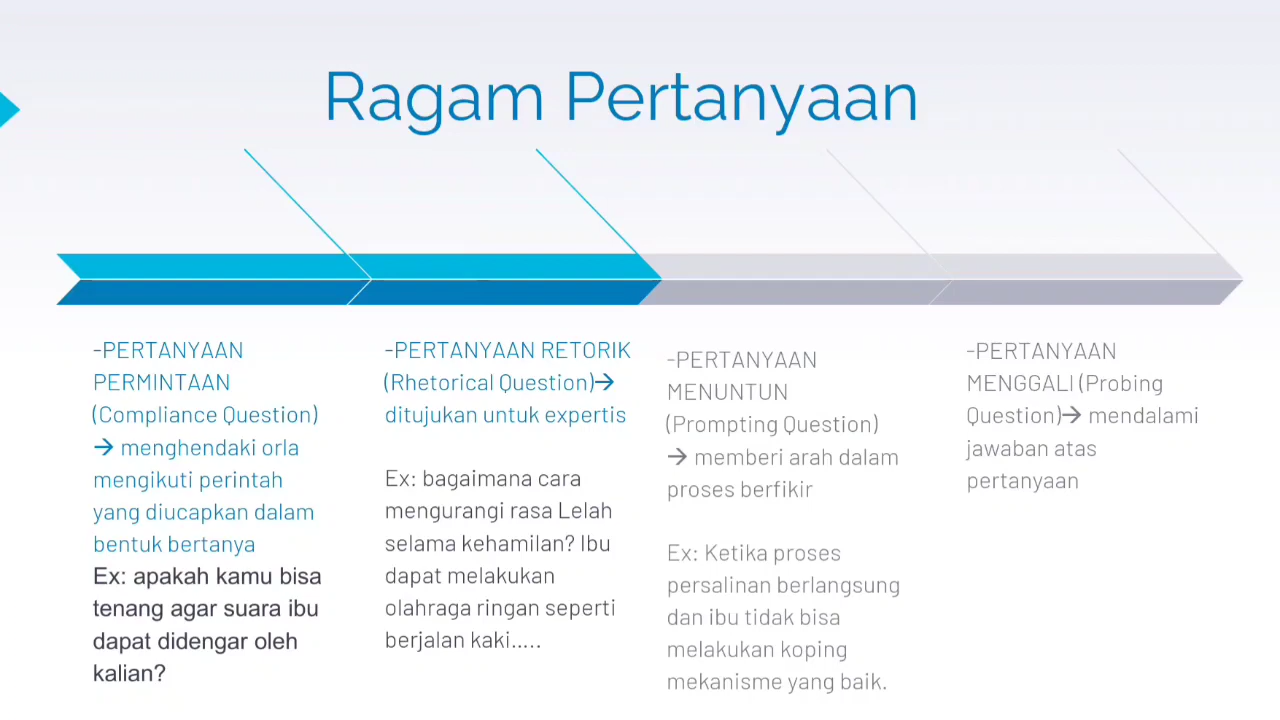 Ragam Pertanyaan
-PERTANYAAN
PERMINTAAN
(Compliance Question)
→ menghendaki orla
mengikuti perintah
yang diucapkan dalam
bentuk bertanya
Ex: apakah kamu bisa
tenang agar suara ibu
dapat didengar oleh
kalian?
-PERTANYAAN RETORIK
(Rhetorical Question)→
ditujukan untuk expertis
Ex: bagaimana cara
mengurangi rasa Lelah
selama kehamilan? Ibu
dapat melakukan
olahraga ringan seperti
berjalan kaki.....
-PERTANYAAN
MENUNTUN
(Prompting Question)
→ memberi arah dalam
proses berfikir
Ex: Ketika proses
persalinan berlangsung
dan ibu tidak bisa
melakukan koping
mekanisme yang baik.
-PERTANYAAN
MENGGALI (Probing
Question)→ mendalami
jawaban atas
pertanyaan